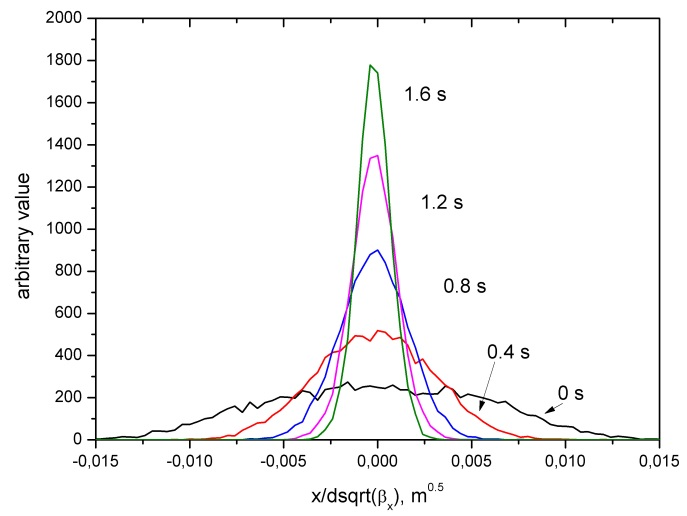 2000
1800
1600
1400
1200
1000
800
600
400
200
0
arbitrary value
1.6 s
1.2 s
0.8 s
0.4 s
0 s
-0,015 -0,010 -0,005 0,000 0,005 0,010 0,015
x/dsqrt(βₓ), m^0.5